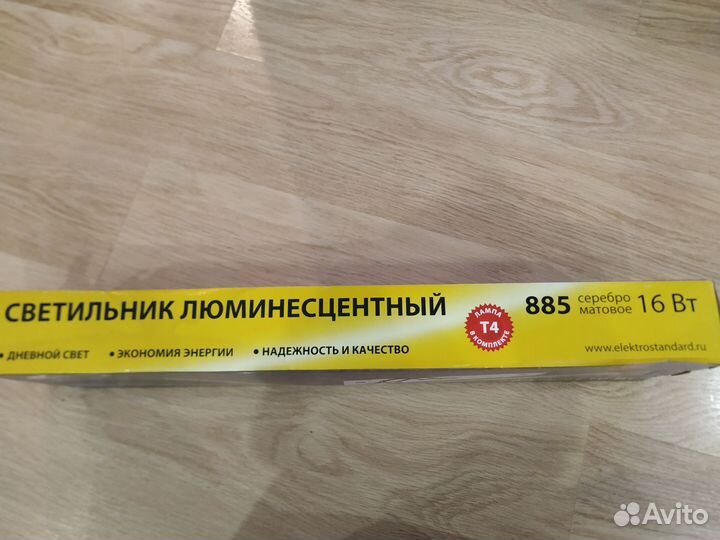 СВЕТИЛЬНИК ЛЮМИНЕСЦЕНТНЫЙ
• ДНЕВНОЙ СВЕТ • ЭКОНОМИЯ ЭНЕРГИИ • НАДЕЖНОСТЬ И КАЧЕСТВО
ЛАМПА
T4
В КОМПЛЕКТЕ
885 серебро матовое 16 Вт
www.elektrostandard.ru
Avito